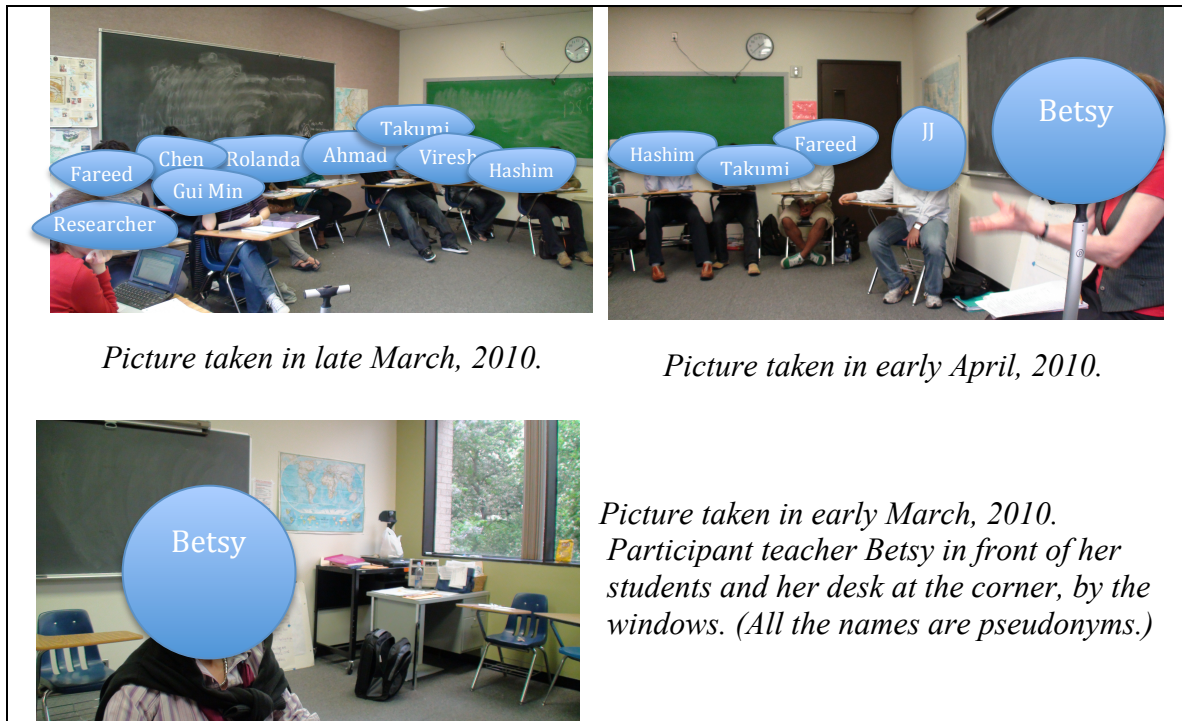 Takumi
Chen
Rolanda
Ahmad
Viresh
Hashim
Fareed
Gui Min
Researcher
Betsy
JJ
Hashim
Takumi
Fareed
Picture taken in late March, 2010.
Picture taken in early April, 2010.
Betsy
Picture taken in early March, 2010.
Participant teacher Betsy in front of her
students and her desk at the corner, by the
windows. (All the names are pseudonyms.)